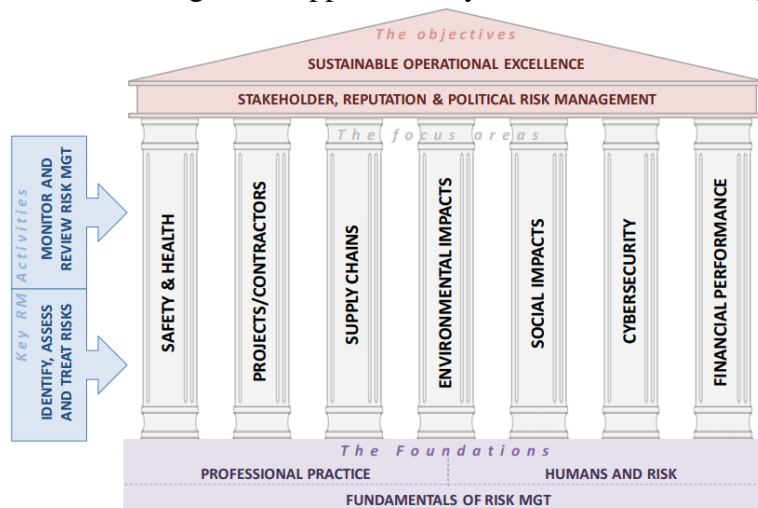 The objectives
SUSTAINABLE OPERATIONAL EXCELLENCE
STAKEHOLDER, REPUTATION & POLITICAL RISK MANAGEMENT
The focus areas
Key RM Activities
MONITOR AND
REVIEW RISK MGT
IDENTIFY, ASSESS
AND TREAT RISKS
SAFETY & HEALTH
PROJECTS/CONTRACTORS
SUPPLY CHAINS
ENVIRONMENTAL IMPACTS
SOCIAL IMPACTS
CYBERSECURITY
FINANCIAL PERFORMANCE
The Foundations
PROFESSIONAL PRACTICE
HUMANS AND RISK
FUNDAMENTALS OF RISK MGT